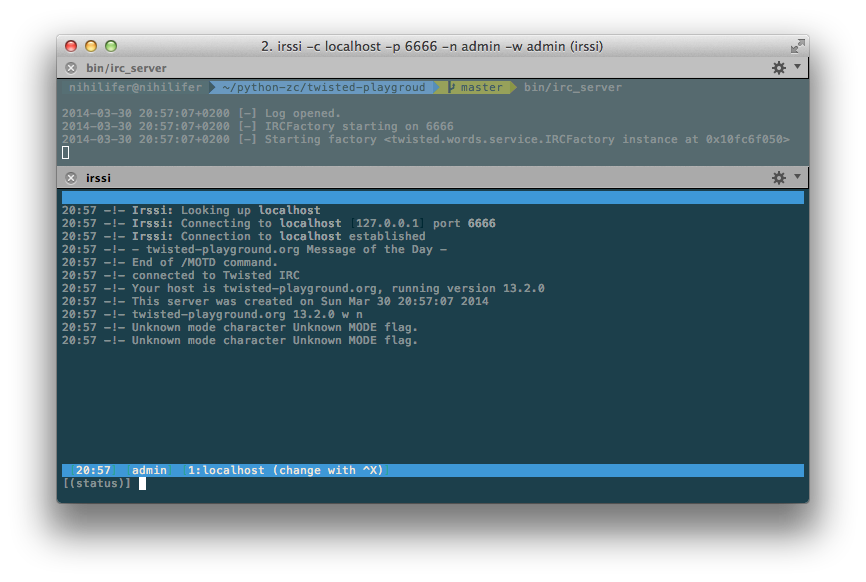 2. irssi -c localhost -p 6666 -n admin -w admin (irssi)
bin/irc_server
nihilifer@nihilifer ~/python-zc/twisted-playgroud master bin/irc_server
2014-03-30 20:57:07+0200 [-] Log opened.
2014-03-30 20:57:07+0200 [-] IRCFactory starting on 6666
2014-03-30 20:57:07+0200 [-] Starting factory <twisted.words.service.IRCFactory instance at 0x10fc6f050>
irssi
20:57 -!- Irssi: Looking up localhost
20:57 -!- Irssi: Connecting to localhost [127.0.0.1] port 6666
20:57 -!- Irssi: Connection to localhost established
20:57 -!- - twisted-playground.org Message of the Day -
20:57 -!- End of /MOTD command.
20:57 -!- connected to Twisted IRC
20:57 -!- Your host is twisted-playground.org, running version 13.2.0
20:57 -!- This server was created on Sun Mar 30 20:57:07 2014
20:57 -!- twisted-playground.org 13.2.0 w n
20:57 -!- Unknown mode character Unknown MODE flag.
20:57 -!- Unknown mode character Unknown MODE flag.
[20:57] [admin] [1:localhost (change with ^X)]
[(status)]